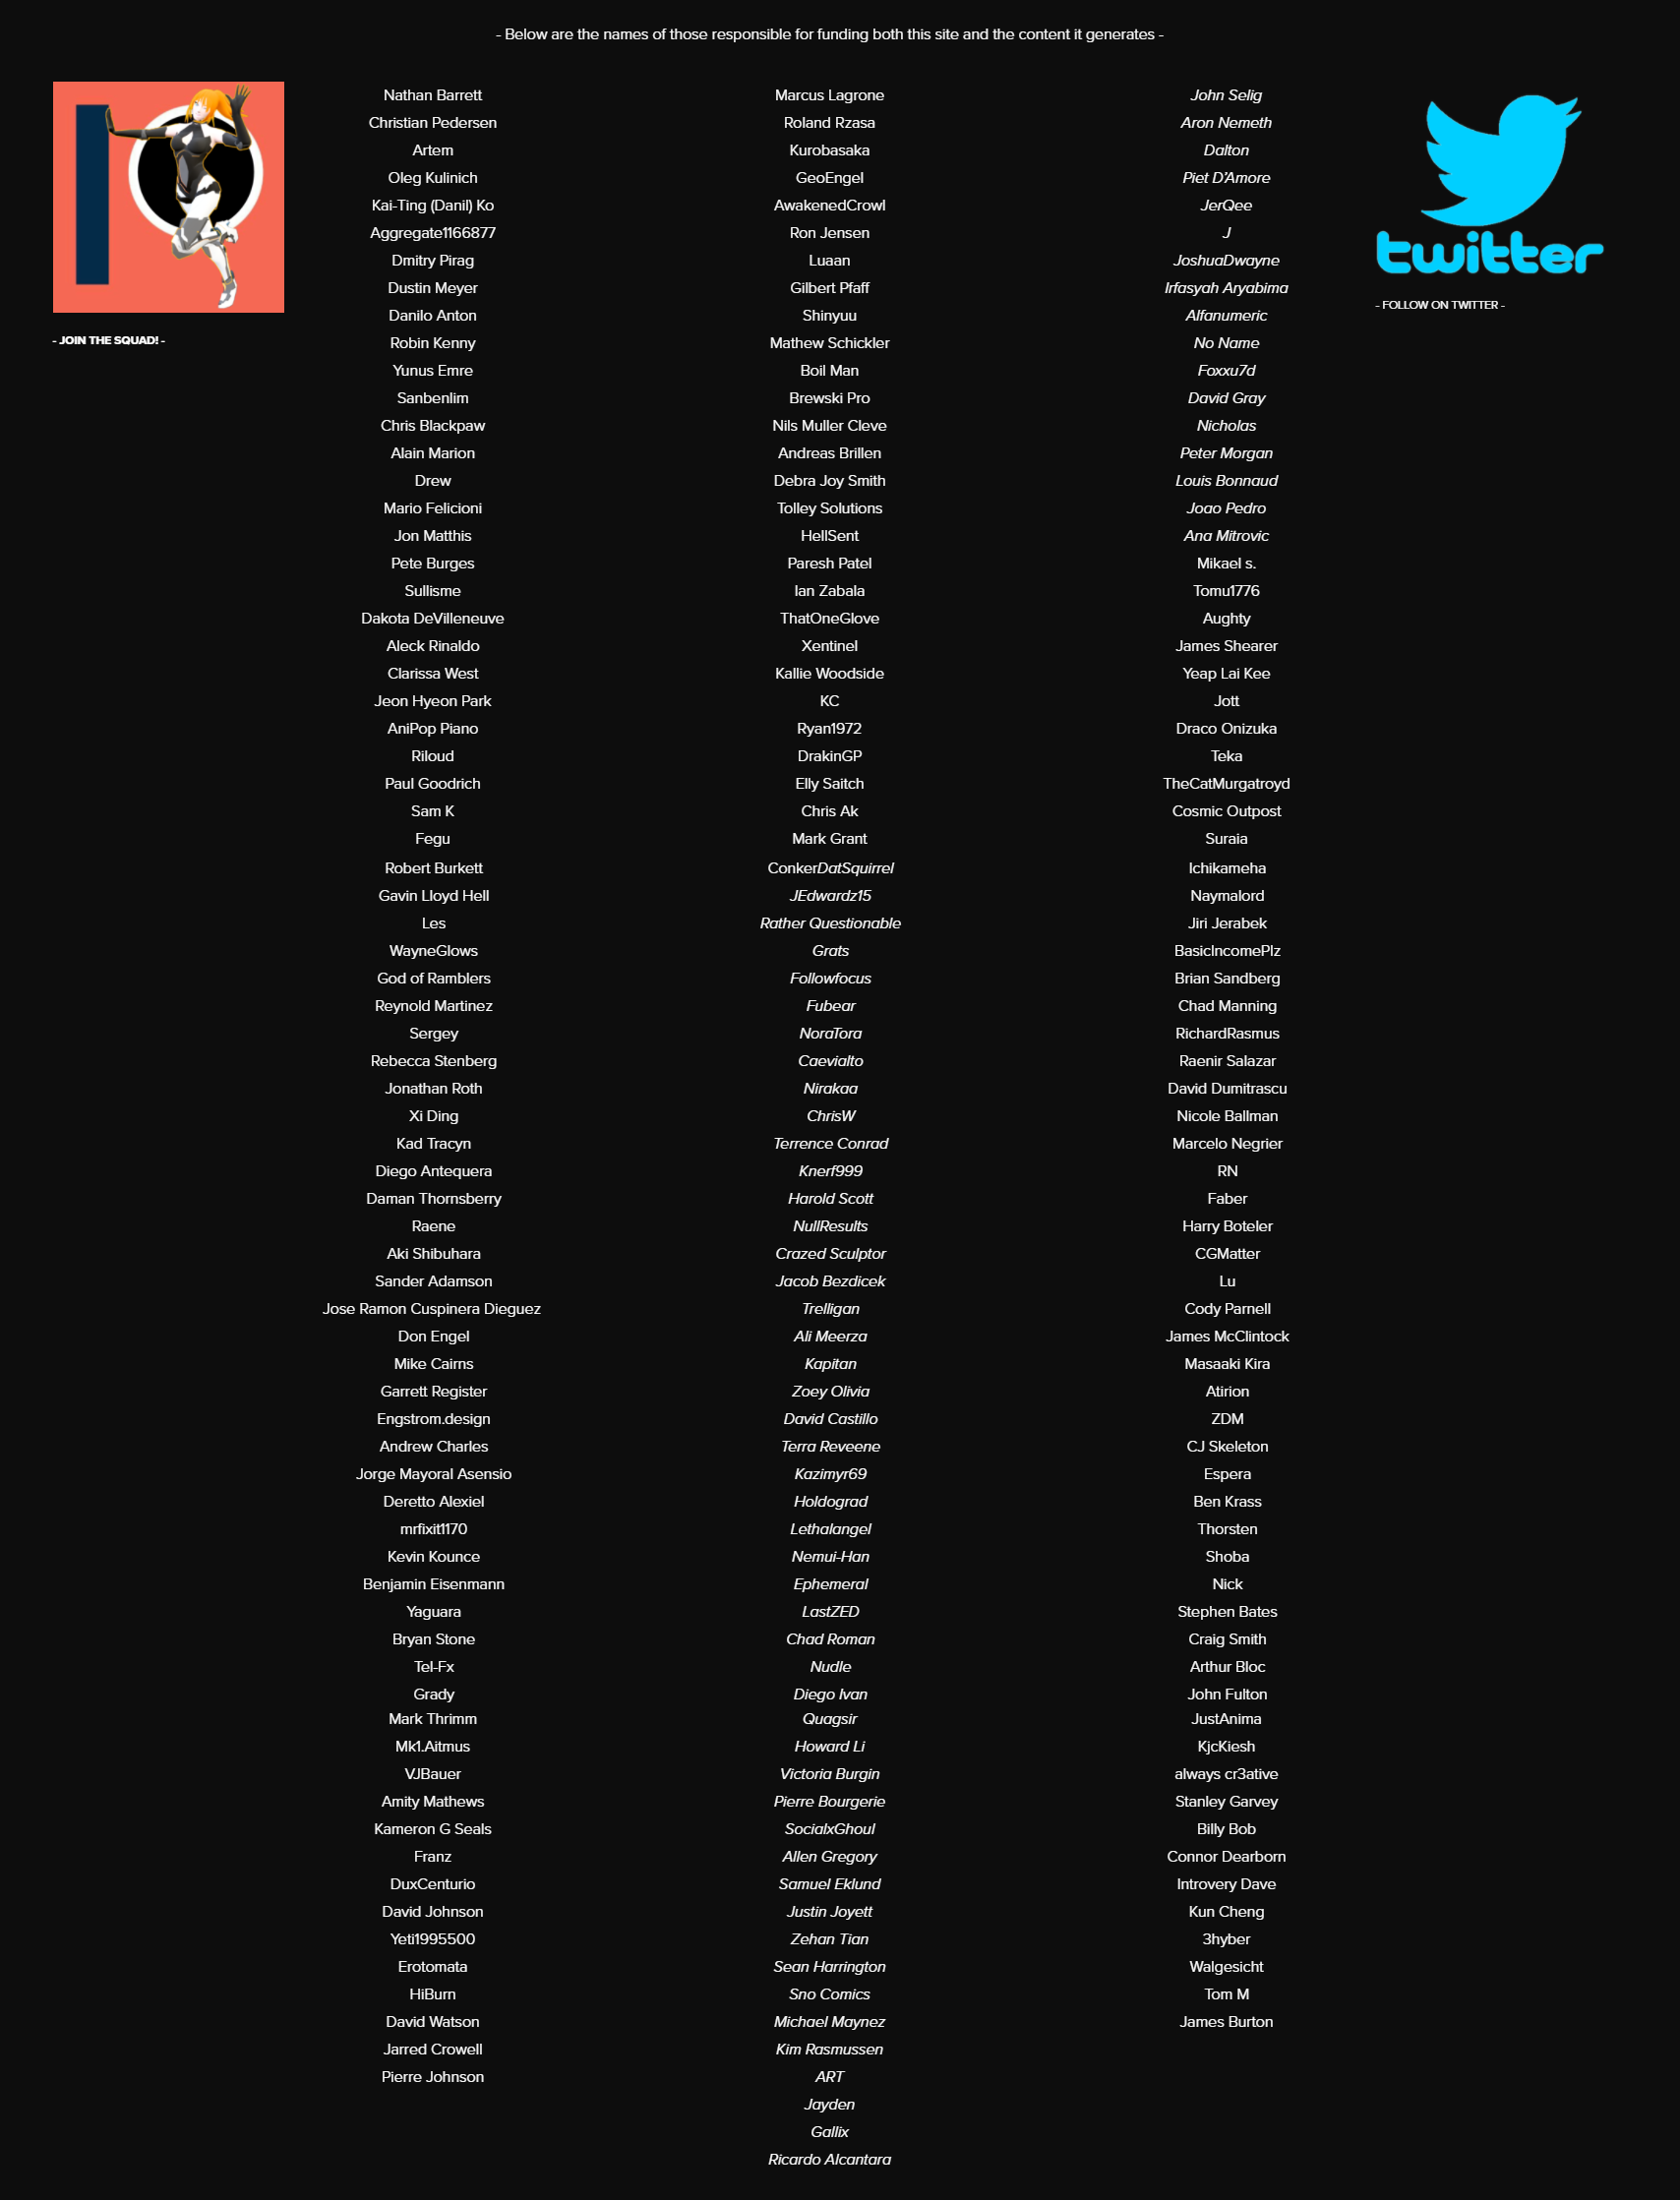 - Below are the names of those responsible for funding both this site and the content it generates -
- JOIN THE SQUAD! -
Nathan Barrett
Christian Pedersen
Artem
Oleg Kulinich
Kai-Ting (Danil) Ko
Aggregate1166877
Dmitry Pirag
Dustin Meyer
Danilo Anton
Robin Kenny
Yunus Emre
Sanbenlim
Chris Blackpaw
Alain Marion
Drew
Mario Felicioni
Jon Matthis
Pete Burges
Sullisme
Dakota DeVilleneuve
Aleck Rinaldo
Clarissa West
Jeon Hyeon Park
AniPop Piano
Riloud
Paul Goodrich
Sam K
Fegu
Robert Burkett
Gavin Lloyd Hell
Les
WayneGlows
God of Ramblers
Reynold Martinez
Sergey
Rebecca Stenberg
Jonathan Roth
Xi Ding
Kad Tracyn
Diego Antequera
Daman Thornsberry
Raene
Aki Shibuhara
Sander Adamson
Jose Ramon Cuspinera Dieguez
Don Engel
Mike Cairns
Garrett Register
Engstrom.design
Andrew Charles
Jorge Mayoral Asensio
Deretto Alexiel
mrfixit1170
Kevin Kounce
Benjamin Eisenmann
Yaguara
Bryan Stone
Tel-Fx
Grady
Mark Thrimm
Mk1.Aitmus
VJBauer
Amity Mathews
Kameron G Seals
Franz
DuxCenturio
David Johnson
Yeti1995500
Erotomata
HiBurn
David Watson
Jarred Crowell
Pierre Johnson
Marcus Lagrone
Roland Rzasa
Kurobasaka
GeoEngel
AwakenedCrowl
Ron Jensen
Luaan
Gilbert Pfaff
Shinyuu
Mathew Schickler
Boil Man
Brewski Pro
Nils Muller Cleve
Andreas Brillen
Debra Joy Smith
Tolley Solutions
HellSent
Paresh Patel
Ian Zabala
ThatOneGlove
Xentinel
Kallie Woodside
KC
Ryan1972
DrakinGP
Elly Saitch
Chris Ak
Mark Grant
ConkerDatSquirrel
JEdwardz15
Rather Questionable
Grats
Followfocus
Fubear
NoraTora
Caevialto
Nirakaa
ChrisW
Terrence Conrad
Knerf999
Harold Scott
NullResults
Crazed Sculptor
Jacob Bezdicek
Trelligan
Ali Meerza
Kapitan
Zoey Olivia
David Castillo
Terra Reveene
Kazimyr69
Holdograd
Lethalangel
Nemui-Han
Ephemeral
LastZED
Chad Roman
Nudle
Diego Ivan
Quagsir
Howard Li
Victoria Burgin
Pierre Bourgerie
SocialxGhoul
Allen Gregory
Samuel Eklund
Justin Joyett
Zehan Tian
Sean Harrington
Sno Comics
Michael Maynez
Kim Rasmussen
ART
Jayden
Gallix
Ricardo Alcantara
John Selig
Aron Nemeth
Dalton
Piet D'Amore
JerQee
J
JoshuaDwayne
Irfasyah Aryabima
Alfanumeric
No Name
Foxxu7d
David Gray
Nicholas
Peter Morgan
Louis Bonnaud
Joao Pedro
Ana Mitrovic
Mikael s.
Tomu1776
Aughty
James Shearer
Yeap Lai Kee
Jott
Draco Onizuka
Teka
TheCatMurgatroyd
Cosmic Outpost
Suraia
Ichikameha
Naymalord
Jiri Jerabek
BasicIncomePlz
Brian Sandberg
Chad Manning
RichardRasmus
Raenir Salazar
David Dumitrascu
Nicole Ballman
Marcelo Negrier
RN
Faber
Harry Boteler
CGMatter
Lu
Cody Parnell
James McClintock
Masaaki Kira
Atirion
ZDM
CJ Skeleton
Espera
Ben Krass
Thorsten
Shoba
Nick
Stephen Bates
Craig Smith
Arthur Bloc
John Fulton
JustAnima
KjcKiesh
always cr3ative
Stanley Garvey
Billy Bob
Connor Dearborn
Introvery Dave
Kun Cheng
3hyber
Walgesicht
Tom M
James Burton
twitter
- FOLLOW ON TWITTER -